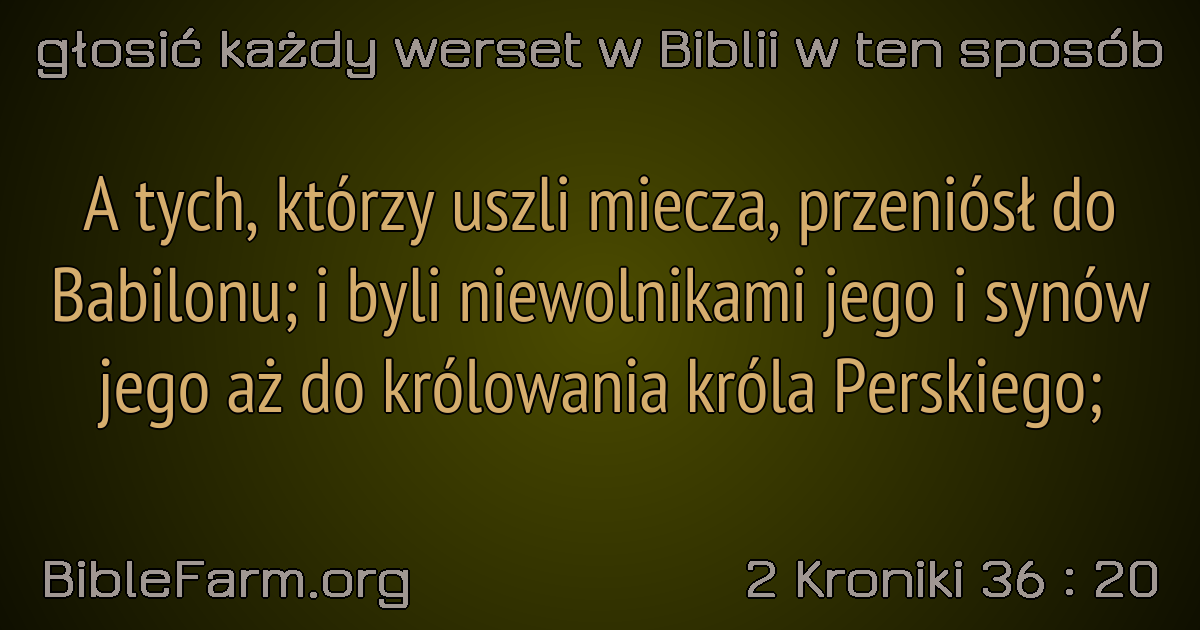 głosić każdy werset w Biblii w ten sposób
A tych, którzy uszli miecza, przeniósł do
Babilonu; i byli niewolnikami jego i synów
jego aż do królowania króla Perskiego;
BibleFarm.org
2 Kroniki 36 : 20